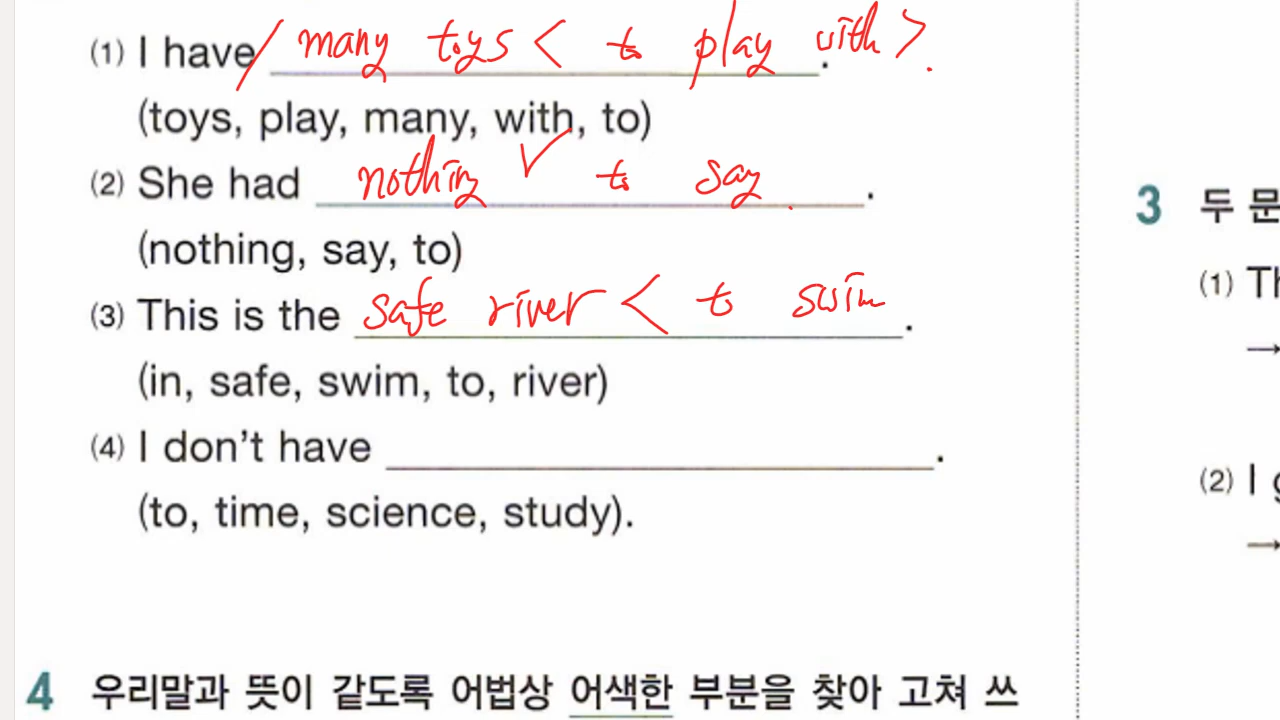 (1) I have / many toys < to play with >.
(toys, play, many, with, to)
(2) She had nothing ✓ to say.
(nothing, say, to)
(3) This is the safe river < to swim.
(in, safe, swim, to, river)
(4) I don't have ______.
(to, time, science, study).
4 우리말과 뜻이 같도록 어법상 어색한 부분을 찾아 고쳐 쓰
3 두 문
(1) Th
→
(2) I g
→